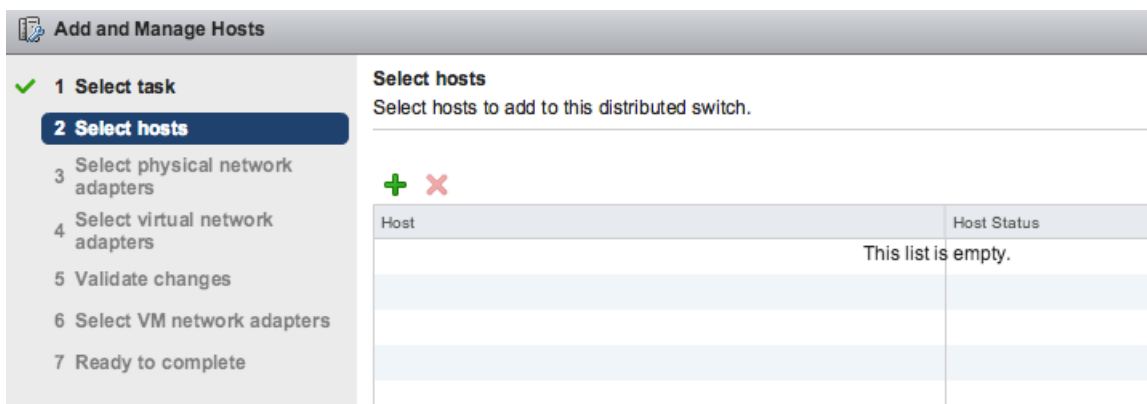 Add and Manage Hosts
1 Select task
2 Select hosts
3 Select physical network
adapters
4 Select virtual network
adapters
5 Validate changes
6 Select VM network adapters
7 Ready to complete
Select hosts
Select hosts to add to this distributed switch.
Host Host Status
This list is empty.